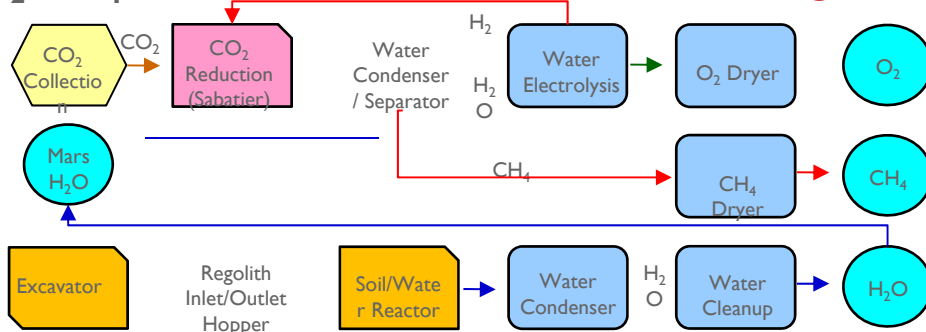 CO2
Collectio
n
CO2
CO2
Reduction
(Sabatier)
Water
Condenser
/ Separator
H2
H2
O
Water
Electrolysis
O2 Dryer
O2
Mars
H2O
CH4
CH4
Dryer
CH4
Excavator
Regolith
Inlet/Outlet
Hopper
Soil/Wate
r Reactor
Water
Condenser
H2
O
Water
Cleanup
H2O